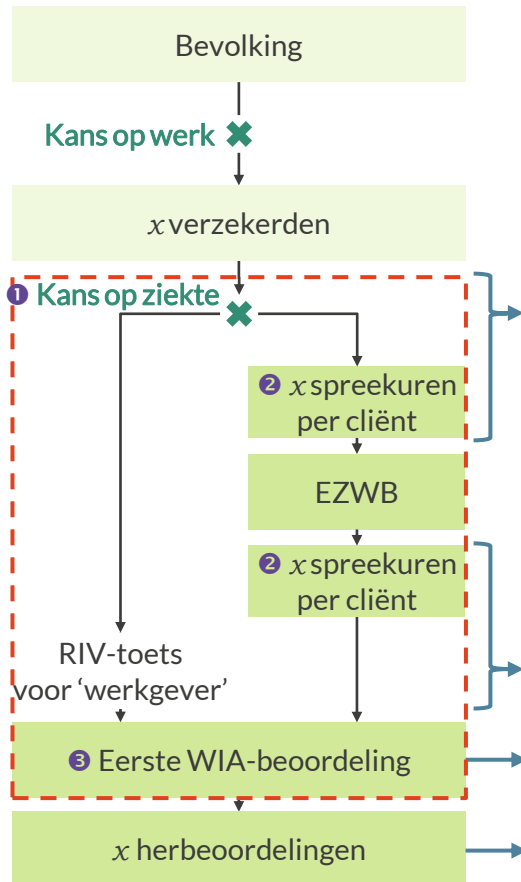 Bevolking
Kans op werk
x verzekerden
❶ Kans op ziekte
❷ x spreekuren
per cliënt
EZWB
❷ x spreekuren
per cliënt
RIV-toets
voor ‘werkgever’
❸ Eerste WIA-beoordeling
x herbeoordelingen